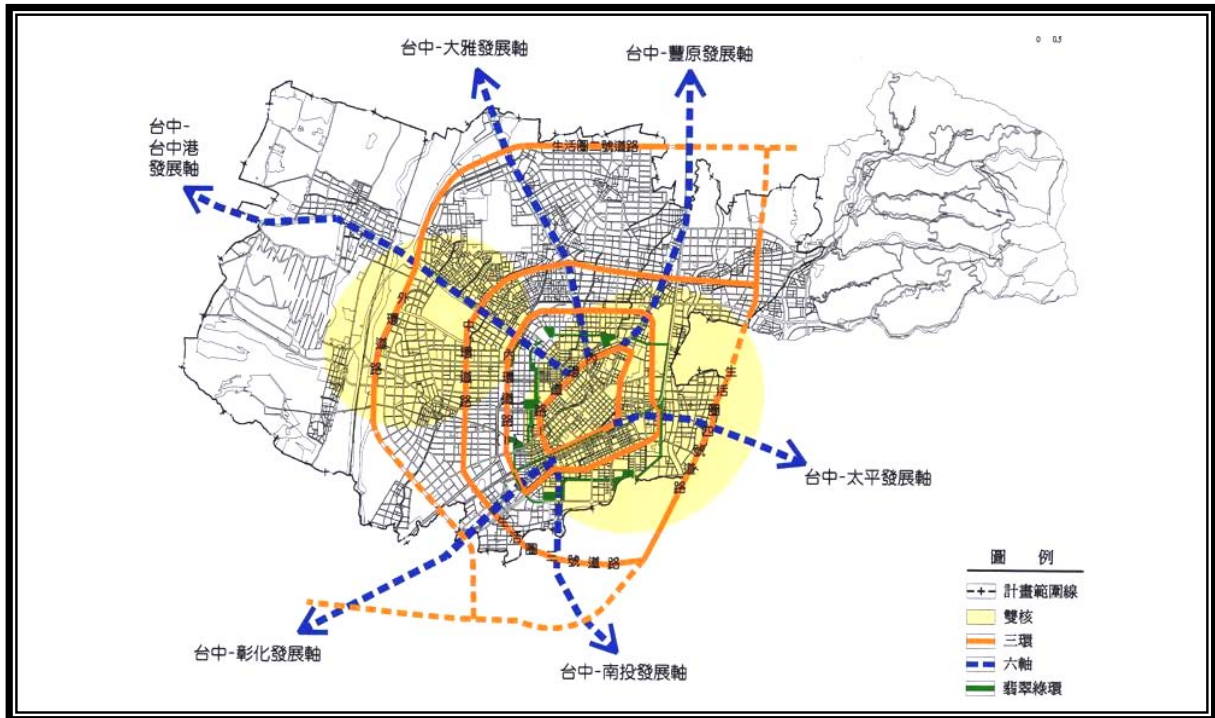 0 0.5
台中-大雅發展軸
台中-豐原發展軸
台中-
台中港
發展軸
生活圈二號道路
外環道路
中環道路
內環道路
生活圈四號道路
台中-太平發展軸
生活圈三號道路
台中-彰化發展軸
台中-南投發展軸
圖 例
計畫範圍線
雙核
三環
六軸
翡翠綠環